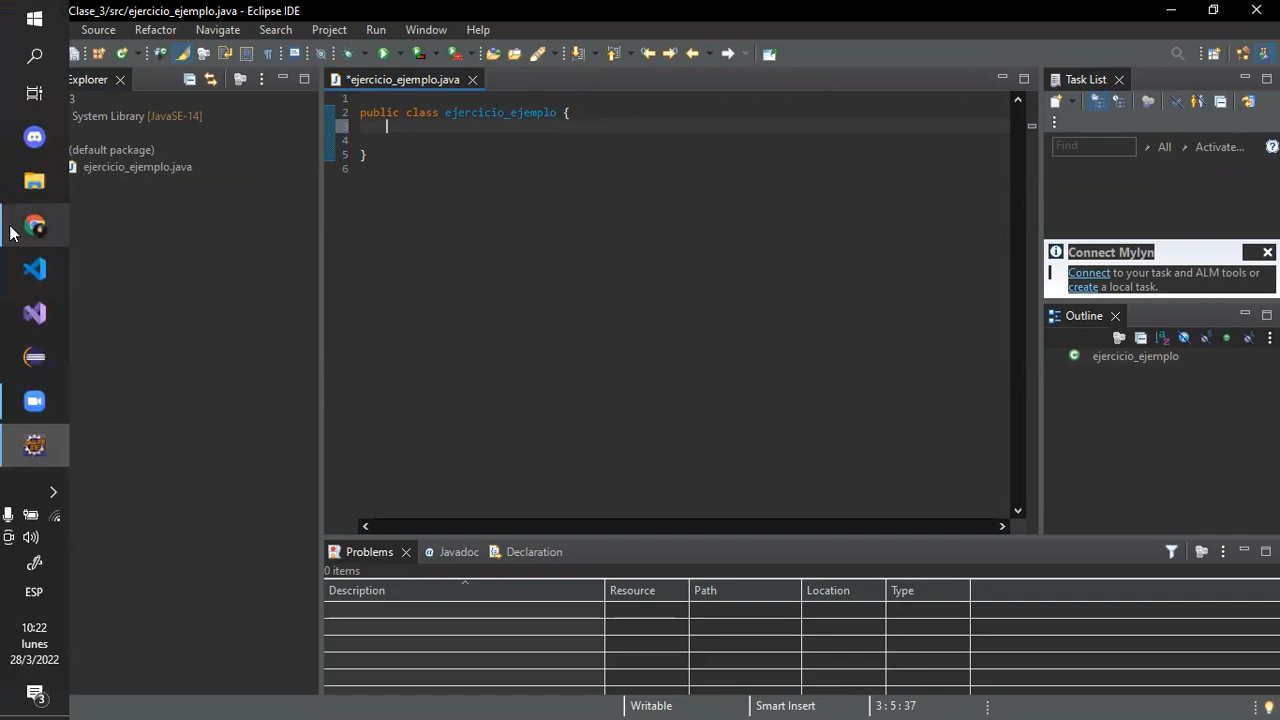 Clase_3/src/ejercicio_ejemplo.java - Eclipse IDE
Source Refactor Navigate Search Project Run Window Help
Explorer
*ejercicio_ejemplo.java
Task List
3
System Library [JavaSE-14]
(default package)
ejercicio_ejemplo.java
1
2 public class ejercicio_ejemplo {
3
4
5 }
6
Find All Activate...
Connect Mylyn
Connect to your task and ALM tools or
create a local task.
Outline
ejercicio_ejemplo
Problems Javadoc Declaration
0 items
Description Resource Path Location Type
Writable Smart Insert 3 : 5 : 37
ESP
10:22
lunes
28/3/2022
3